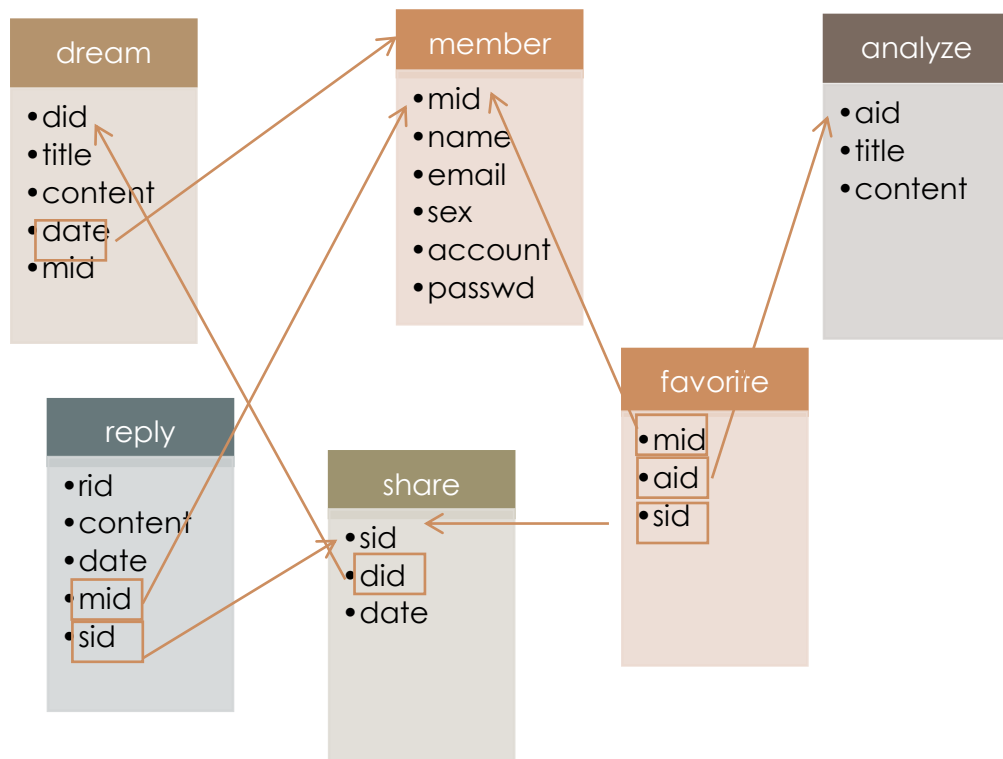 dream
•did
•title
•content
•date
•mid
member
•mid
•name
•email
•sex
•account
•passwd
analyze
•aid
•title
•content
reply
•rid
•content
•date
•mid
•sid
share
•sid
•did
•date
favorite
•mid
•aid
•sid